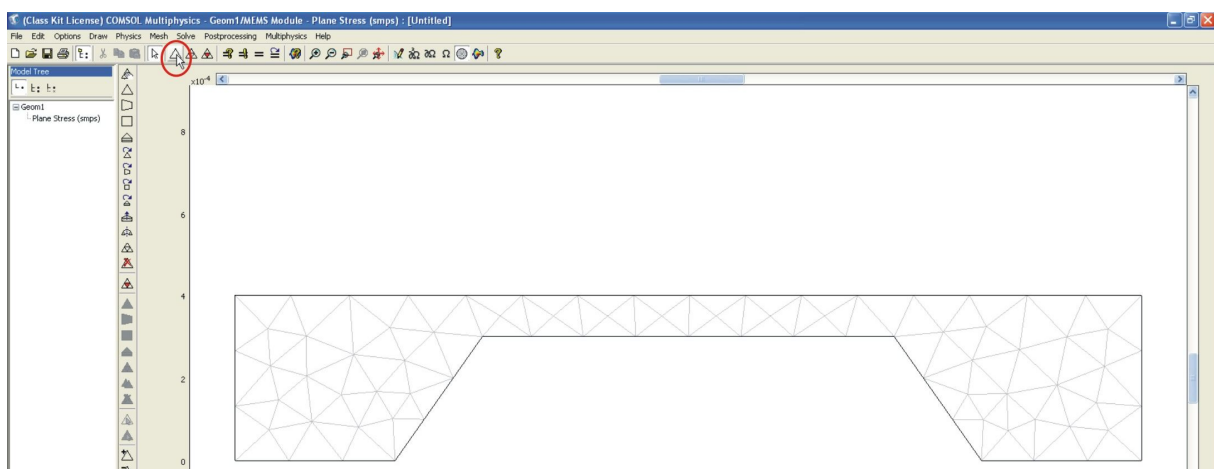 (Class Kit License) COMSOL Multiphysics - Geom1/MEMS Module - Plane Stress (smps) : [Untitled]
File Edit Options Draw Physics Mesh Solve Postprocessing Multiphysics Help
Model Tree
×10⁻⁴
Geom1
Plane Stress (smps)
8
6
4
2
0